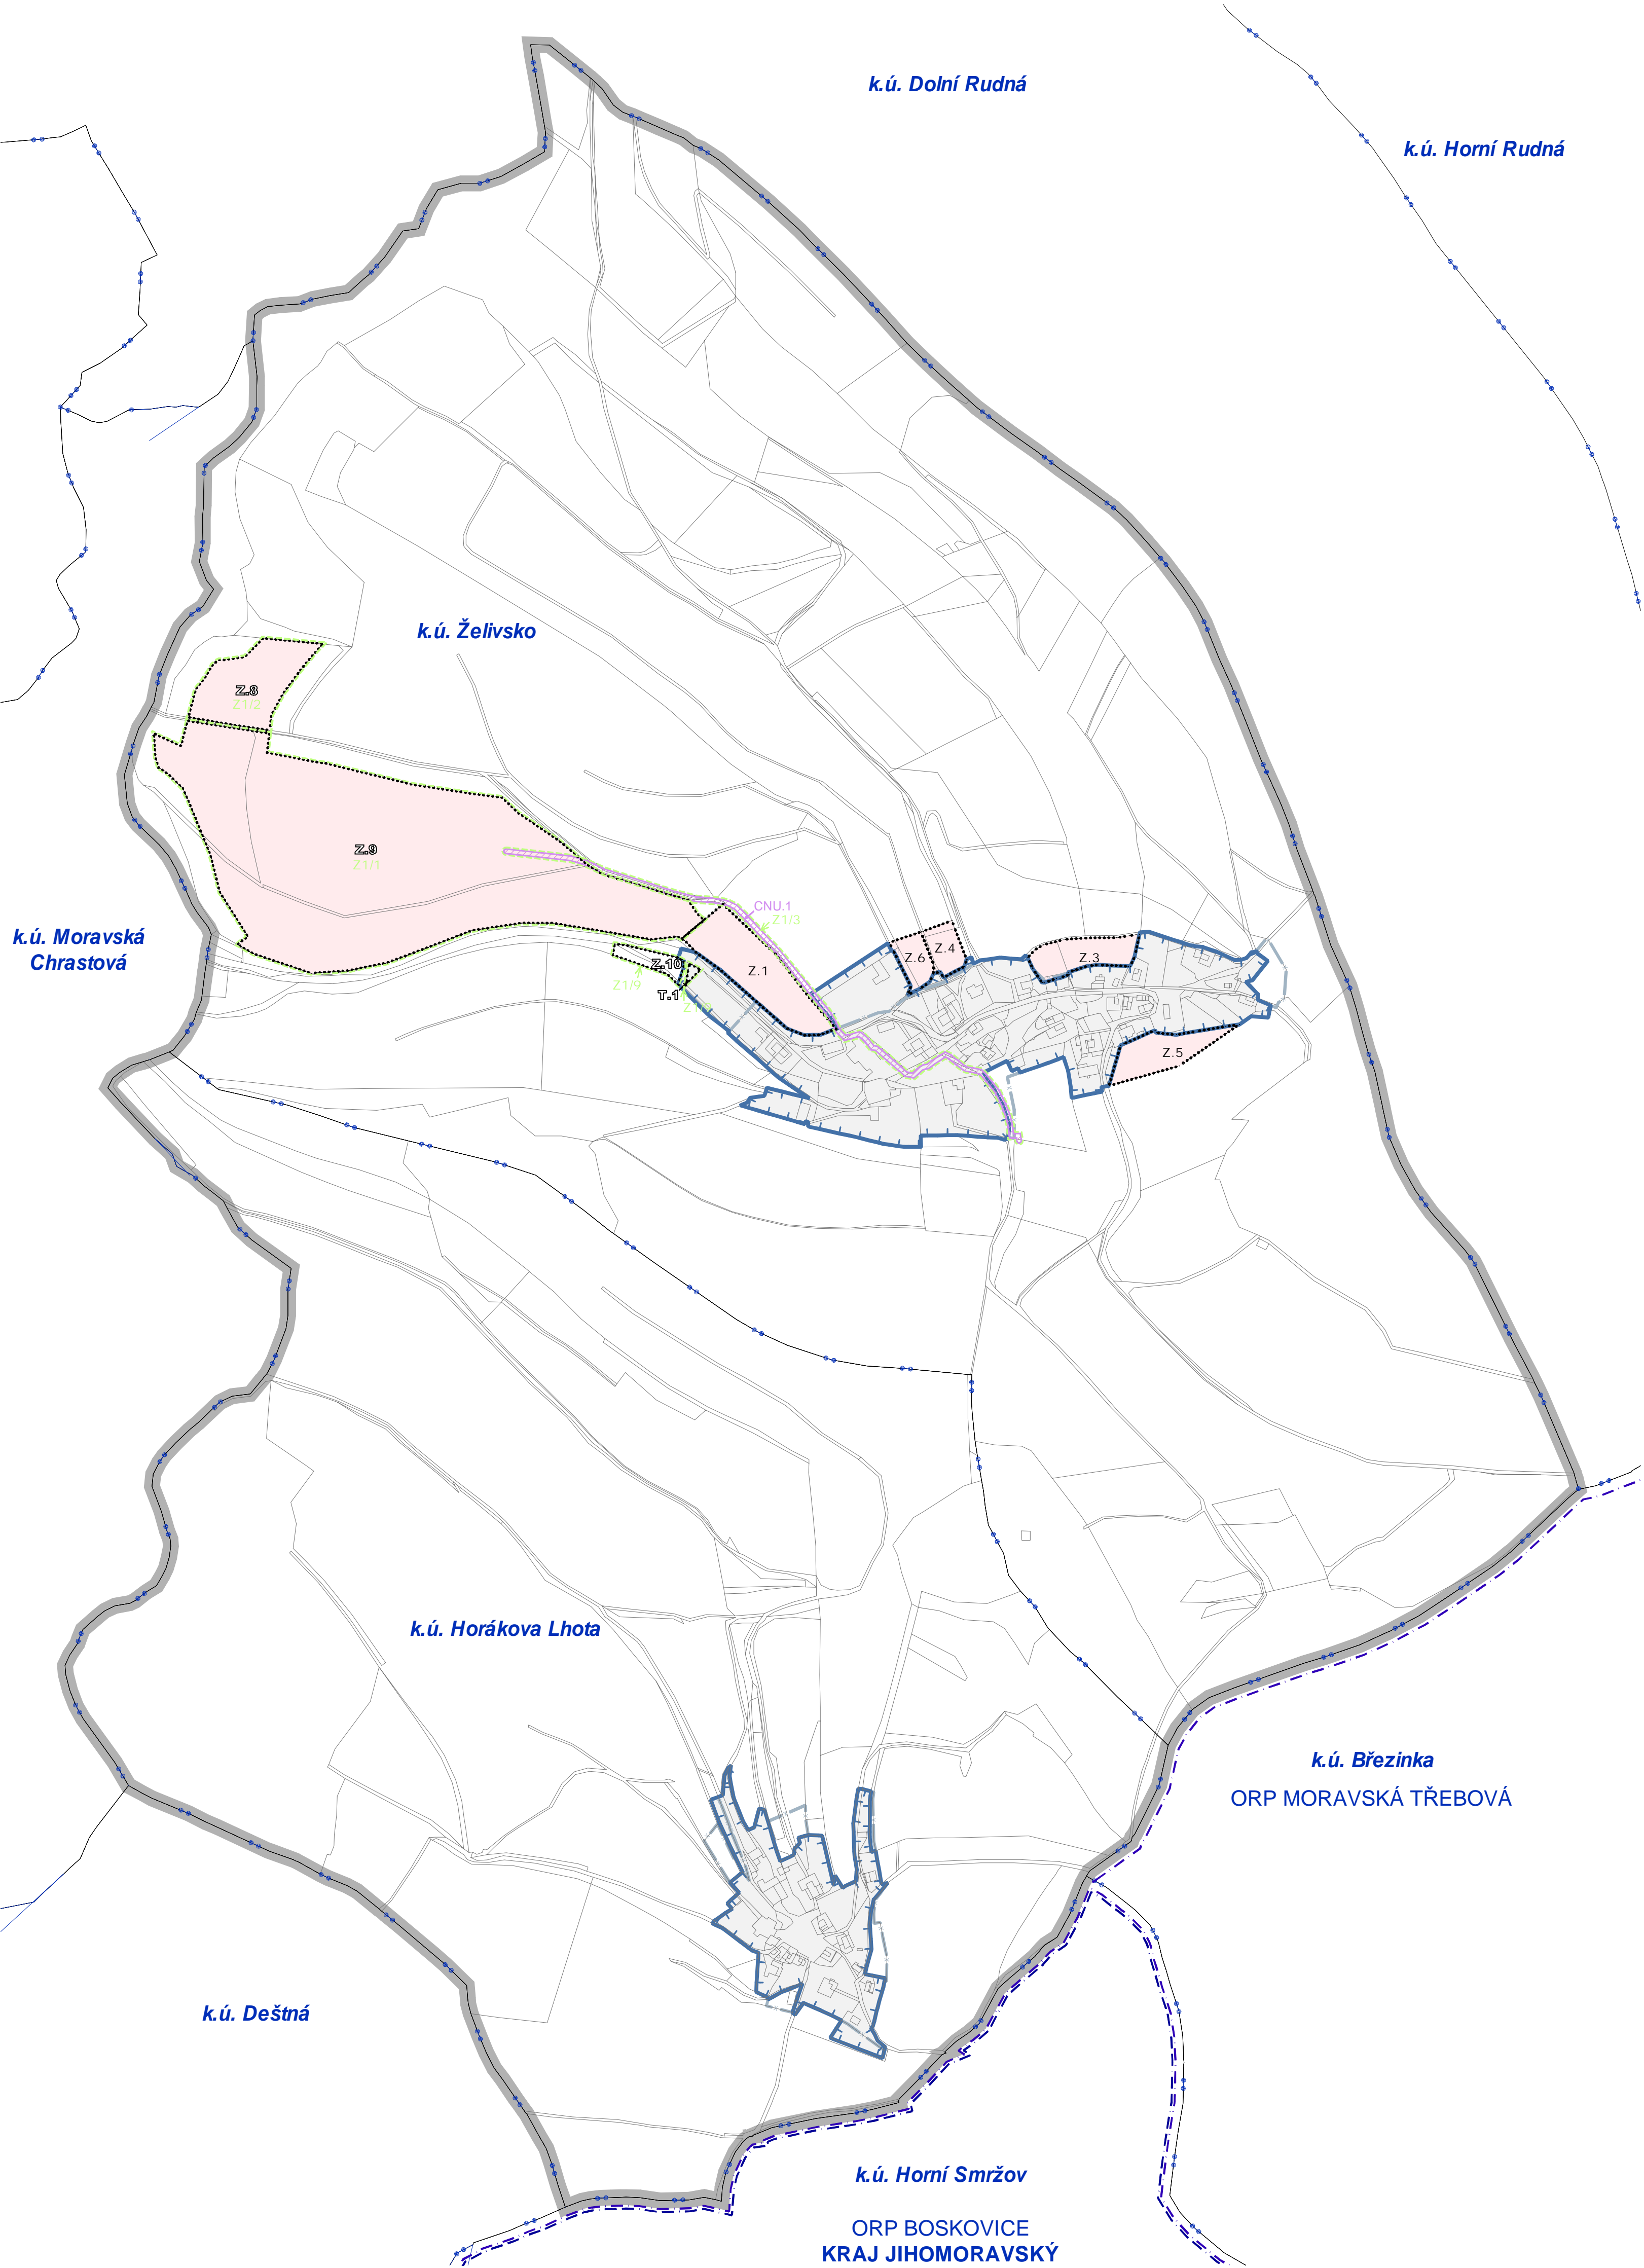 k.ú. Dolní Rudná
k.ú. Horní Rudná
k.ú. Želivsko
Z.8
Z1/2
Z.9
Z1/1
CNU.1
Z1/3
k.ú. Moravská
Chrastová
Z.6
Z.4
Z.3
Z.1
Z.10
Z1/9
T.1
Z.5
k.ú. Horákova Lhota
k.ú. Březinka
ORP MORAVSKÁ TŘEBOVÁ
k.ú. Deštná
k.ú. Horní Smržov
ORP BOSKOVICE
KRAJ JIHOMORAVSKÝ